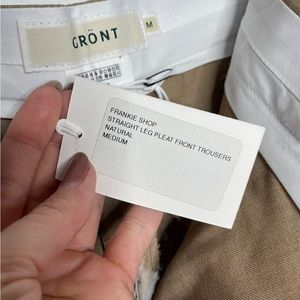 GRÖNT
M
FRANKIE SHOP
STRAIGHT LEG PLEAT FRONT TROUSERS
NATURAL
MEDIUM